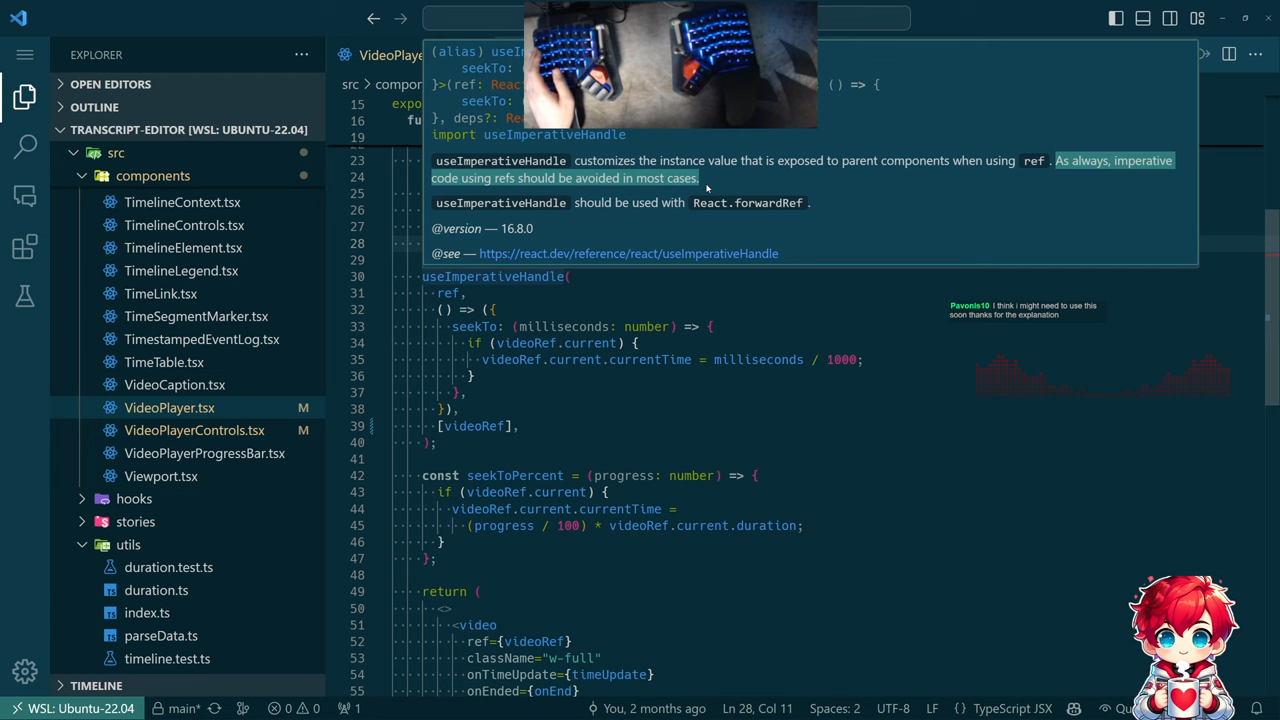 EXPLORER
OPEN EDITORS
OUTLINE
TRANSCRIPT-EDITOR [WSL: UBUNTU-22.04]
src
components
TimelineContext.tsx
TimelineControls.tsx
TimelineElement.tsx
TimelineLegend.tsx
TimeLink.tsx
TimeSegmentMarker.tsx
TimestampedEventLog.tsx
TimeTable.tsx
VideoCaption.tsx
VideoPlayer.tsx M
VideoPlayerControls.tsx M
VideoPlayerProgressBar.tsx
Viewport.tsx
hooks
stories
utils
duration.test.ts
duration.ts
index.ts
parseData.ts
timeline.test.ts
TIMELINE
src
15
16
19
(alias)
seekTo: (
}>(ref: () => {
seekTo: (
}, deps?:
import useImperativeHandle
useImperativeHandle customizes the instance value that is exposed to parent components when using ref . As always, imperative
code using refs should be avoided in most cases.
useImperativeHandle should be used with React.forwardRef .
@version — 16.8.0
@see — https://react.dev/reference/react/useImperativeHandle
23
24
25
26
27
28
29
30 useImperativeHandle(
31 ref,
32 () => ({
33 seekTo: (milliseconds: number) => {
34 if (videoRef.current) {
35 videoRef.current.currentTime = milliseconds / 1000;
36 }
37 },
38 }),
39 [videoRef],
40 );
41
42 const seekToPercent = (progress: number) => {
43 if (videoRef.current) {
44 videoRef.current.currentTime =
45 (progress / 100) * videoRef.current.duration;
46 }
47 };
48
49 return (
50 <>
51 <video
52 ref={videoRef}
53 className="w-full"
54 onTimeUpdate={timeUpdate}
55 onEnded={onEnd}
Pavonis10 I think i might need to use this
soon thanks for the explanation
WSL: Ubuntu-22.04 main* 0 0 1 You, 2 months ago Ln 28, Col 11 Spaces: 2 UTF-8 LF {} TypeScript JSX